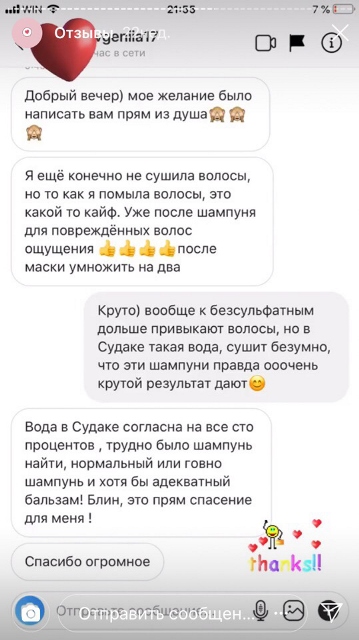 WIN 21:55 7 %
Отзывы
час в сети
Добрый вечер) мое желание было
написать вам прям из душа🙈🙈
🙈
Я ещё конечно не сушила волосы,
но то как я помыла волосы, это
какой то кайф. Уже после шампуня
для повреждённых волос
ощущения 👍👍👍👍после
маски умножить на два
Круто) вообще к безсульфатным
дольше привыкают волосы, но в
Судаке такая вода, сушит безумно,
что эти шампуни правда ооочень
крутой результат дают😊
Вода в Судаке согласна на все сто
процентов , трудно было шампунь
найти, нормальный или говно
шампунь и хотя бы адекватный
бальзам! Блин, это прям спасение
для меня !
thanks!!
Спасибо огромное
Отправить сообщен...